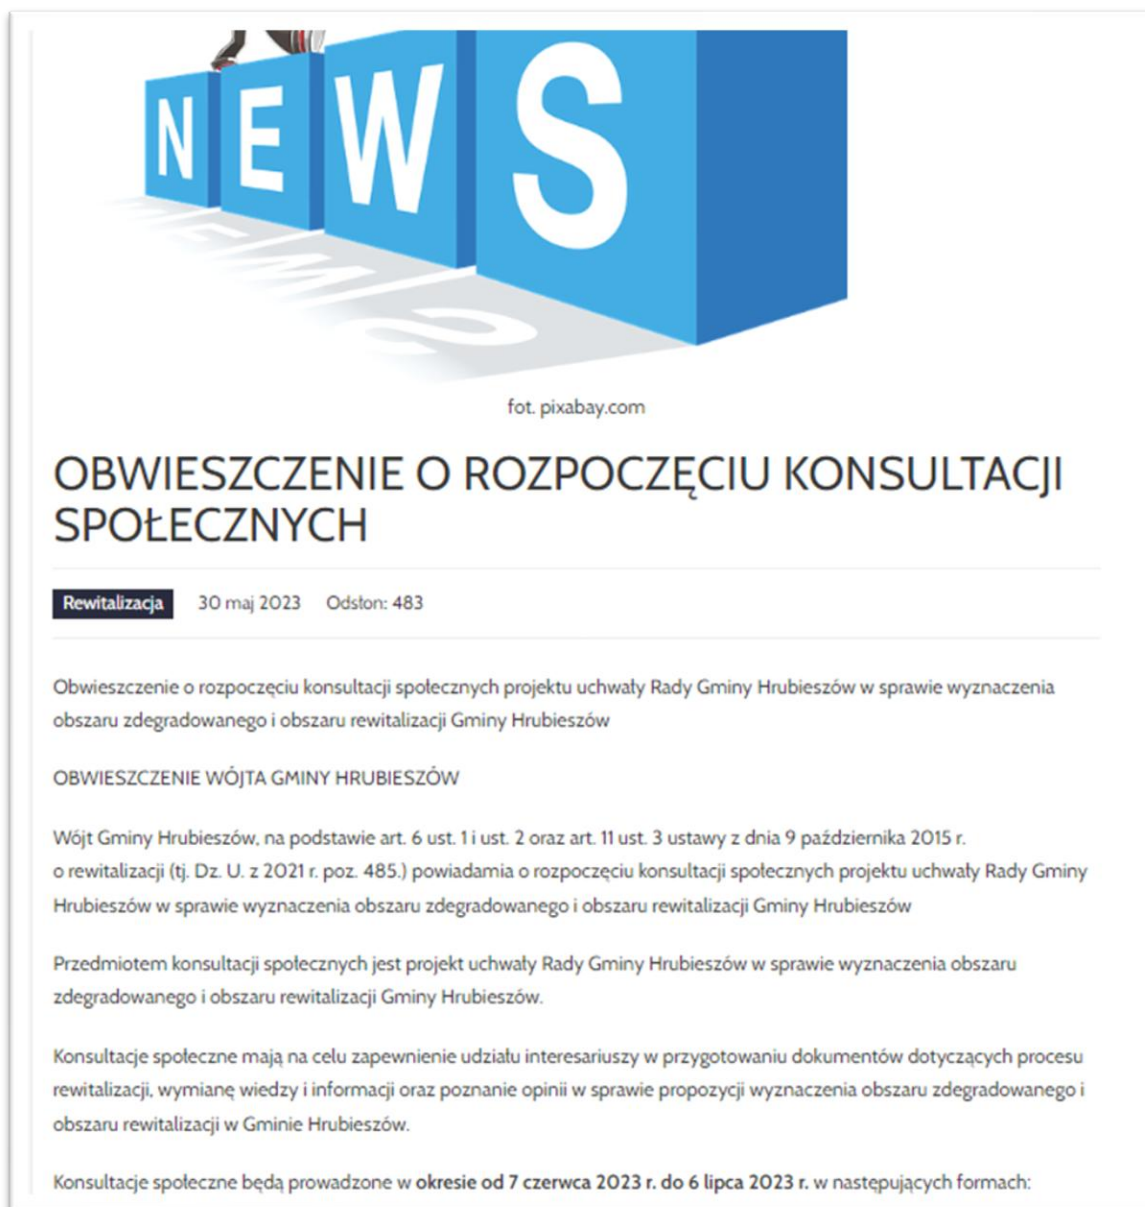 NEWS
fot. pixabay.com
OBWIESZCZENIE O ROZPOCZĘCIU KONSULTACJI
SPOŁECZNYCH
Rewitalizacja 30 maj 2023 Odsłon: 483
Obwieszczenie o rozpoczęciu konsultacji społecznych projektu uchwały Rady Gminy Hrubieszów w sprawie wyznaczenia
obszaru zdegradowanego i obszaru rewitalizacji Gminy Hrubieszów
OBWIESZCZENIE WÓJTA GMINY HRUBIESZÓW
Wójt Gminy Hrubieszów, na podstawie art. 6 ust. 1 i ust. 2 oraz art. 11 ust. 3 ustawy z dnia 9 października 2015 r.
o rewitalizacji (tj. Dz. U. z 2021 r. poz. 485.) powiadamia o rozpoczęciu konsultacji społecznych projektu uchwały Rady Gminy
Hrubieszów w sprawie wyznaczenia obszaru zdegradowanego i obszaru rewitalizacji Gminy Hrubieszów
Przedmiotem konsultacji społecznych jest projekt uchwały Rady Gminy Hrubieszów w sprawie wyznaczenia obszaru
zdegradowanego i obszaru rewitalizacji Gminy Hrubieszów.
Konsultacje społeczne mają na celu zapewnienie udziału interesariuszy w przygotowaniu dokumentów dotyczących procesu
rewitalizacji, wymianę wiedzy i informacji oraz poznanie opinii w sprawie propozycji wyznaczenia obszaru zdegradowanego i
obszaru rewitalizacji w Gminie Hrubieszów.
Konsultacje społeczne będą prowadzone w okresie od 7 czerwca 2023 r. do 6 lipca 2023 r. w następujących formach: